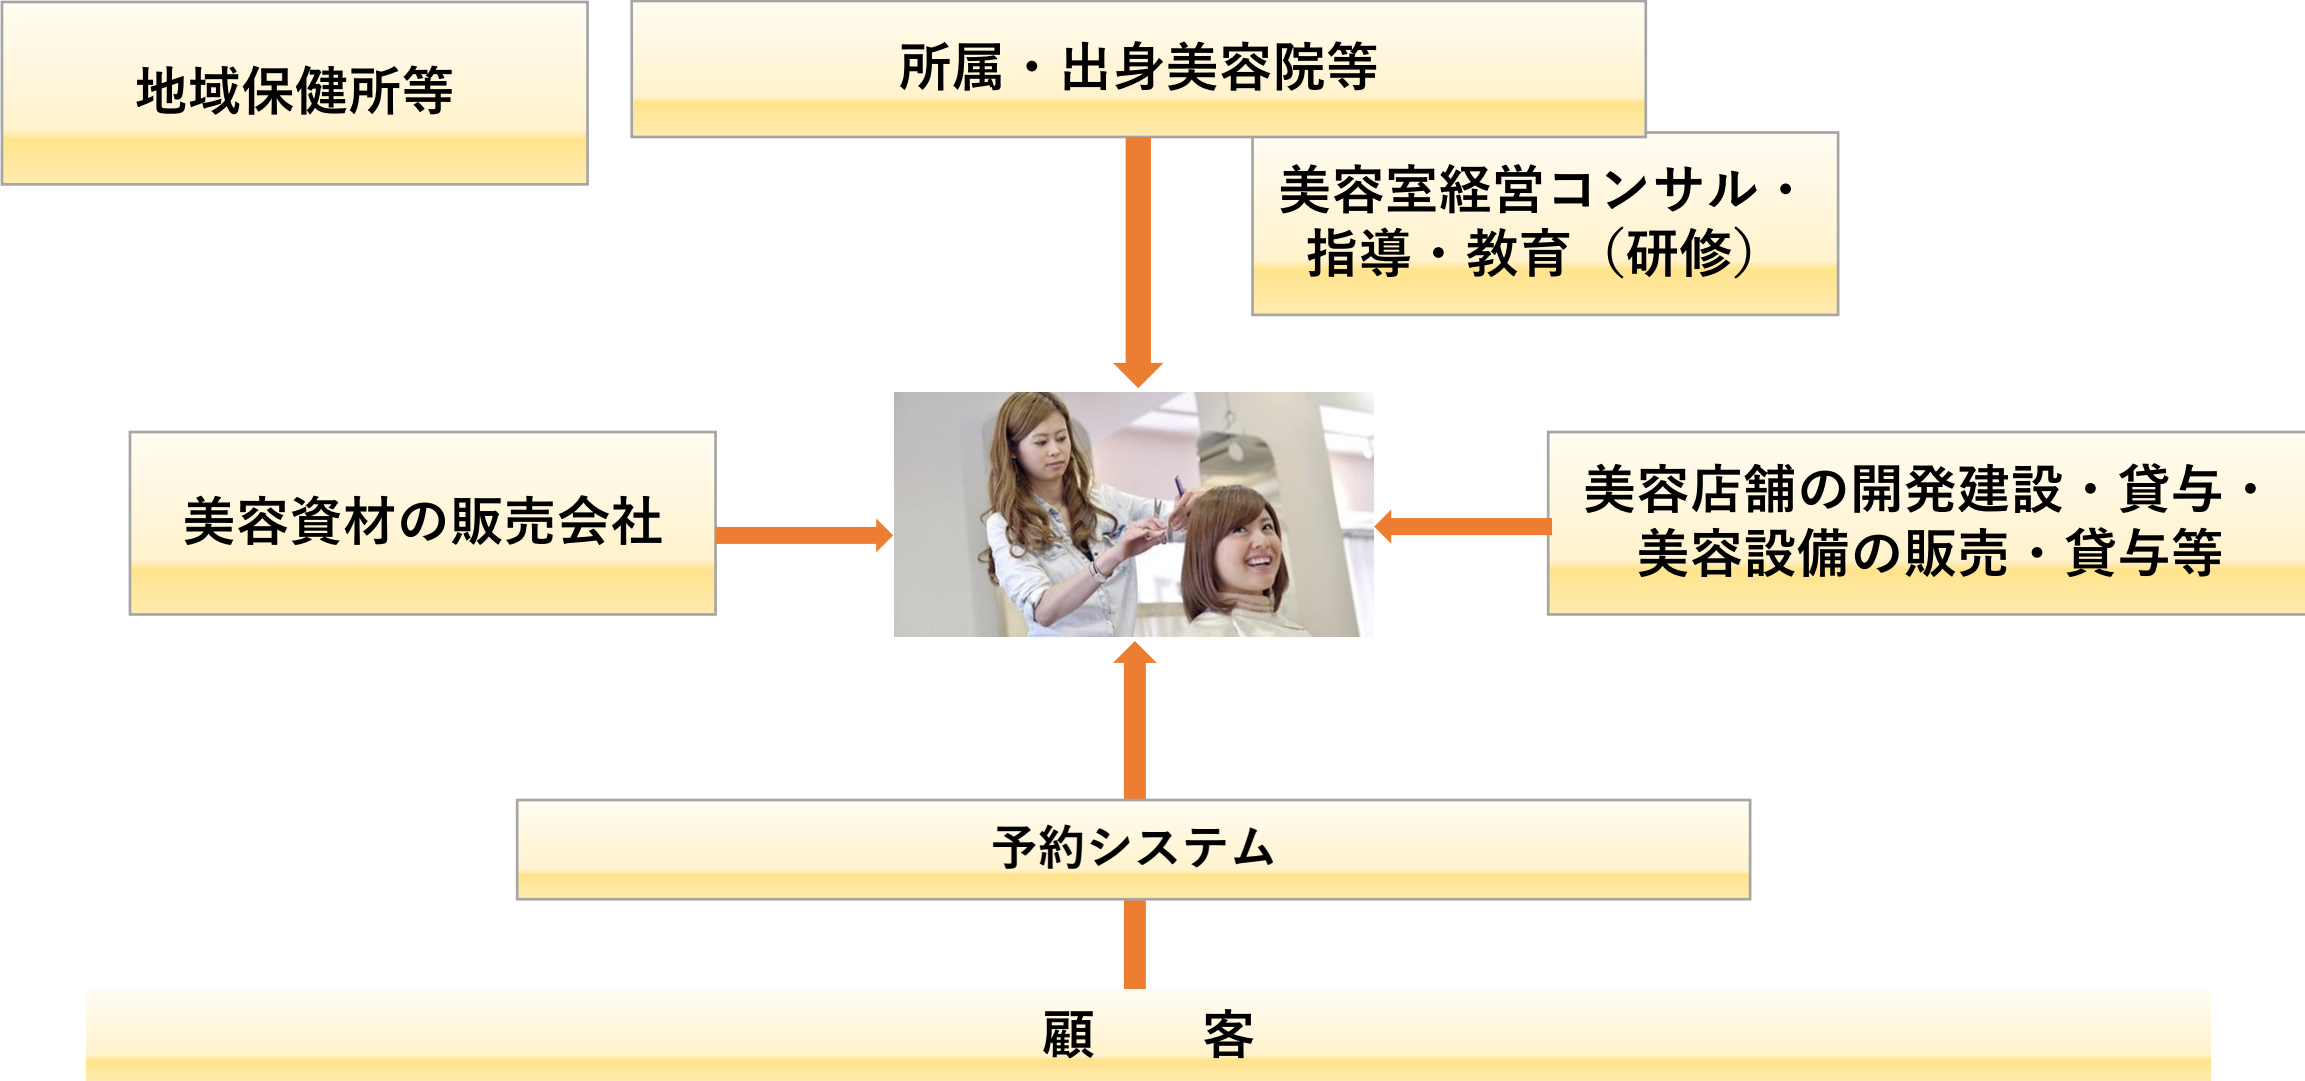 地域保健所等
所属・出身美容院等
美容室経営コンサル・
指導・教育（研修）
美容資材の販売会社
美容店舗の開発建設・貸与・
美容設備の販売・貸与等
予約システム
顧　　客